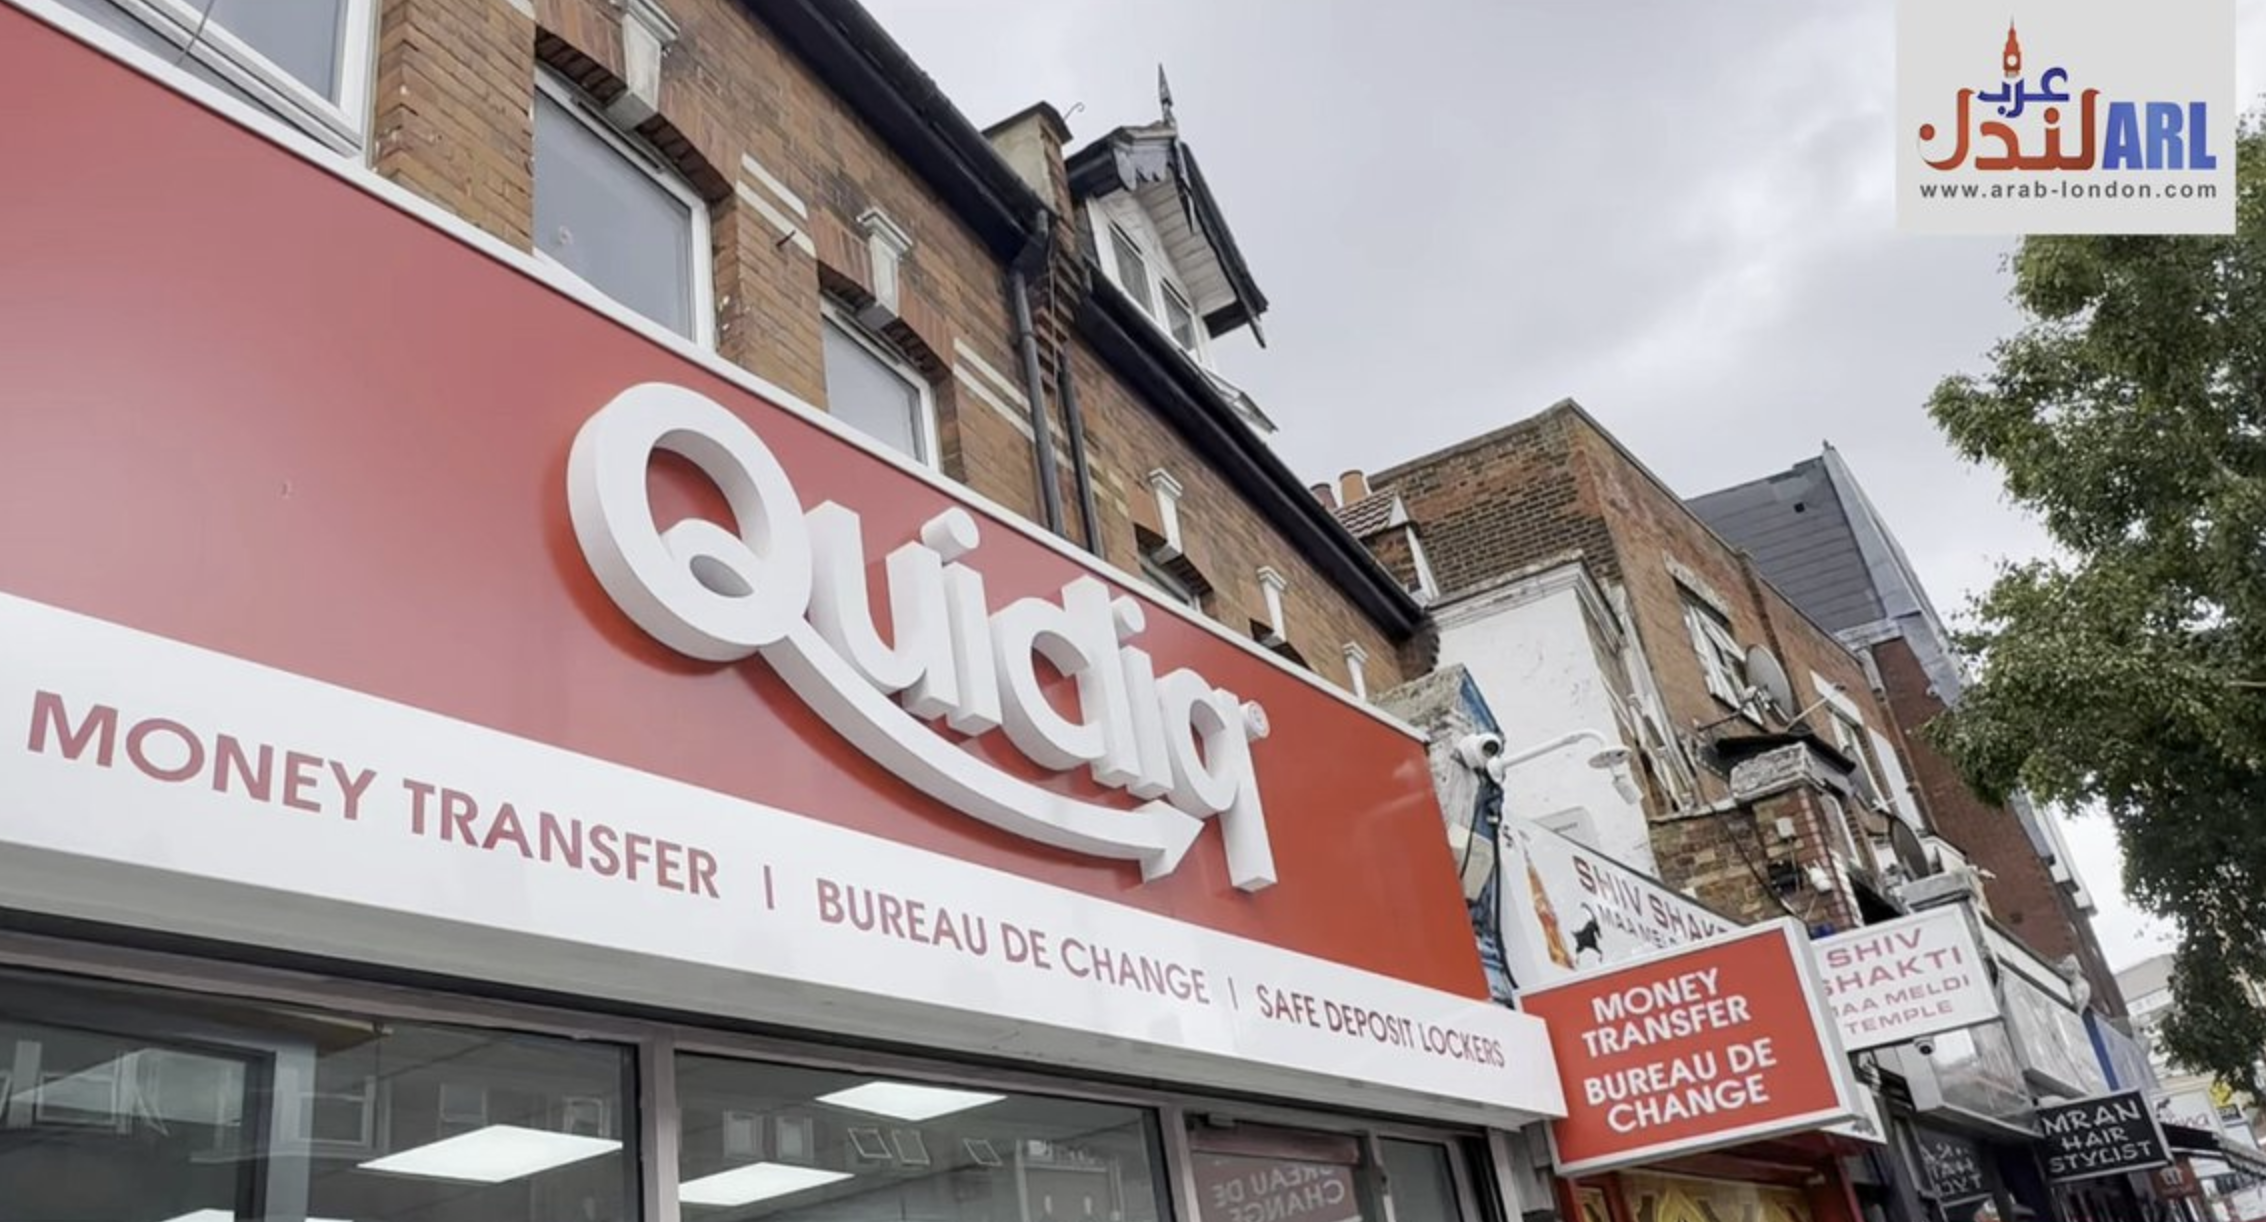 عرب
لندن ARL
www.arab-london.com
Quidiq®
MONEY TRANSFER | BUREAU DE CHANGE | SAFE DEPOSIT LOCKERS
MONEY
TRANSFER
BUREAU DE
CHANGE
SHIV
SHIV
SHAKTI
MAA MELDI
TEMPLE
HAIR
STYLIST